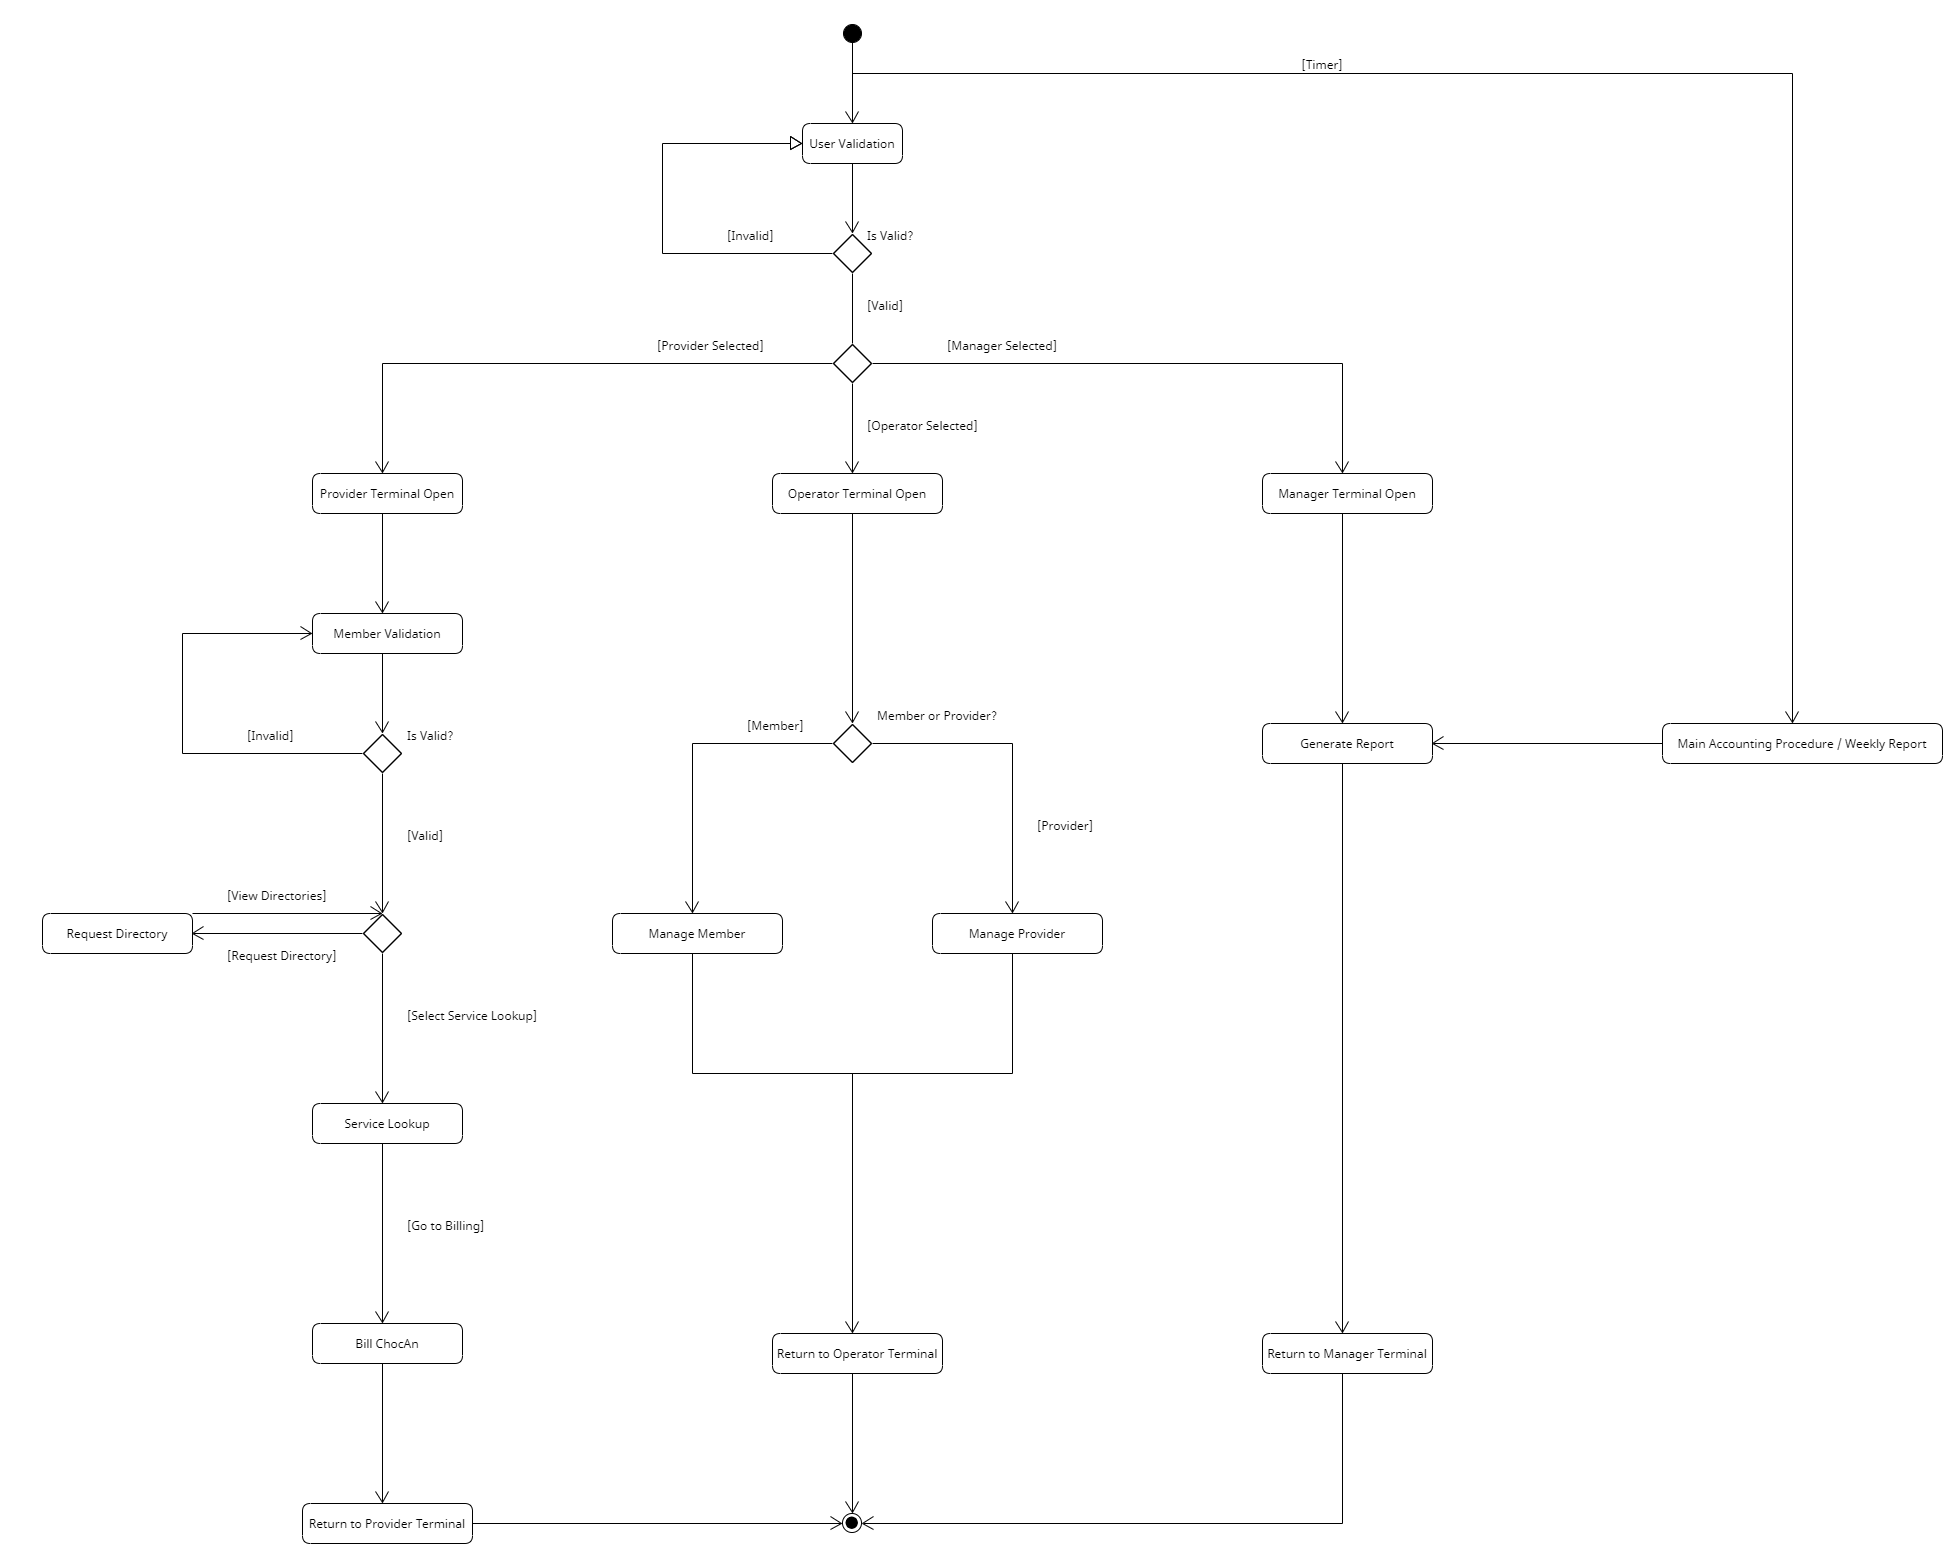 [Timer]
User Validation
[Invalid]
Is Valid?
[Valid]
[Provider Selected]
[Manager Selected]
[Operator Selected]
Provider Terminal Open
Operator Terminal Open
Manager Terminal Open
Member Validation
[Invalid]
Is Valid?
[Member]
Member or Provider?
Generate Report
Main Accounting Procedure / Weekly Report
[Valid]
[Provider]
[View Directories]
Request Directory
[Request Directory]
Manage Member
Manage Provider
[Select Service Lookup]
Service Lookup
[Go to Billing]
Bill ChocAn
Return to Operator Terminal
Return to Manager Terminal
Return to Provider Terminal